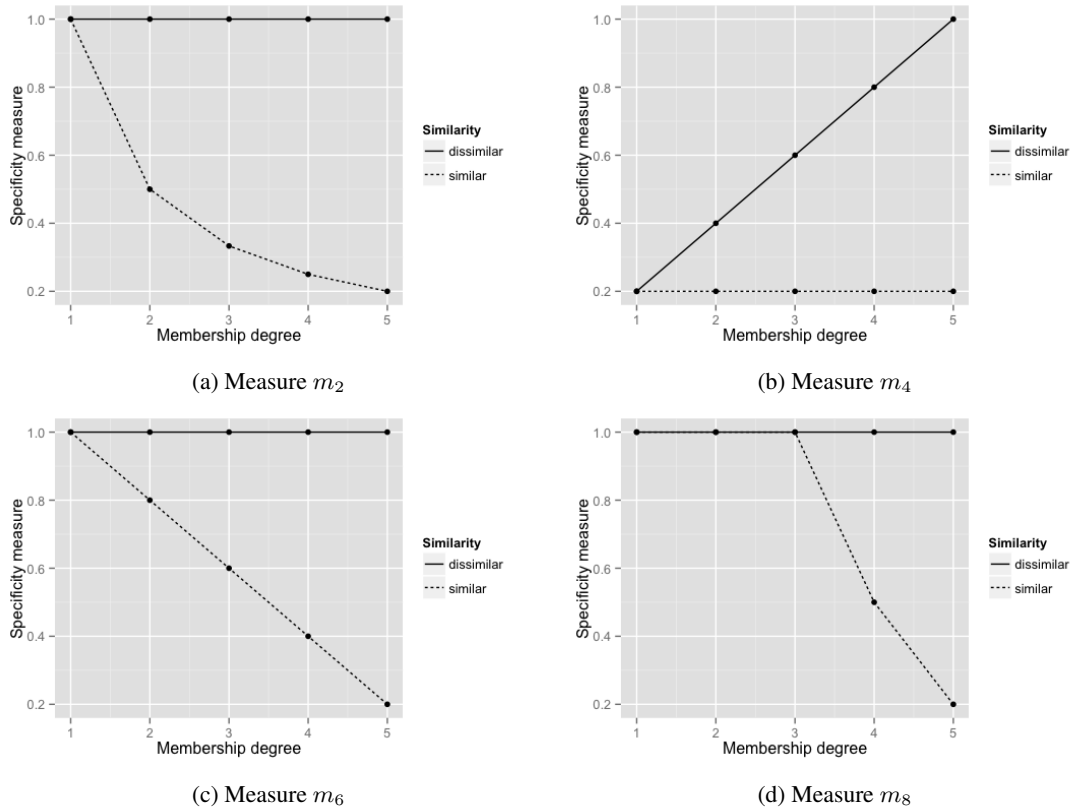 1.0
0.8
0.6
0.4
0.2
Specificity measure
1 2 3 4 5
Membership degree
Similarity
dissimilar
similar
(a) Measure m₂
1.0
0.8
0.6
0.4
0.2
Specificity measure
1 2 3 4 5
Membership degree
Similarity
dissimilar
similar
(b) Measure m₄
1.0
0.8
0.6
0.4
0.2
Specificity measure
1 2 3 4 5
Membership degree
Similarity
dissimilar
similar
(c) Measure m₆
1.0
0.8
0.6
0.4
0.2
Specificity measure
1 2 3 4 5
Membership degree
Similarity
dissimilar
similar
(d) Measure m₈